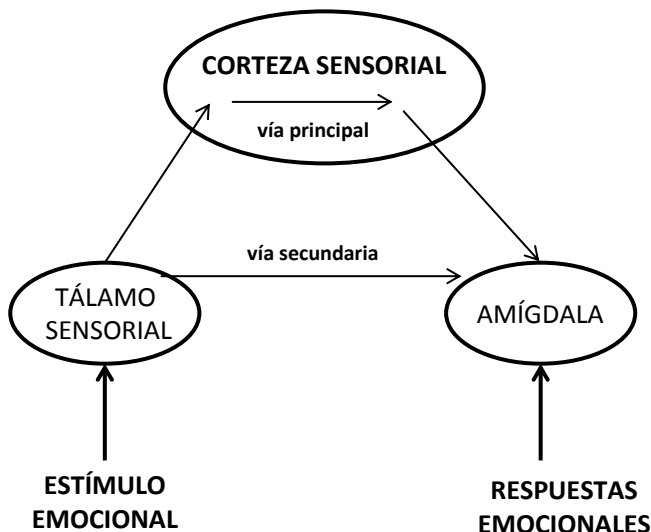 CORTEZA SENSORIAL
vía principal
vía secundaria
TÁLAMO
SENSORIAL
AMÍGDALA
ESTÍMULO
EMOCIONAL
RESPUESTAS
EMOCIONALES